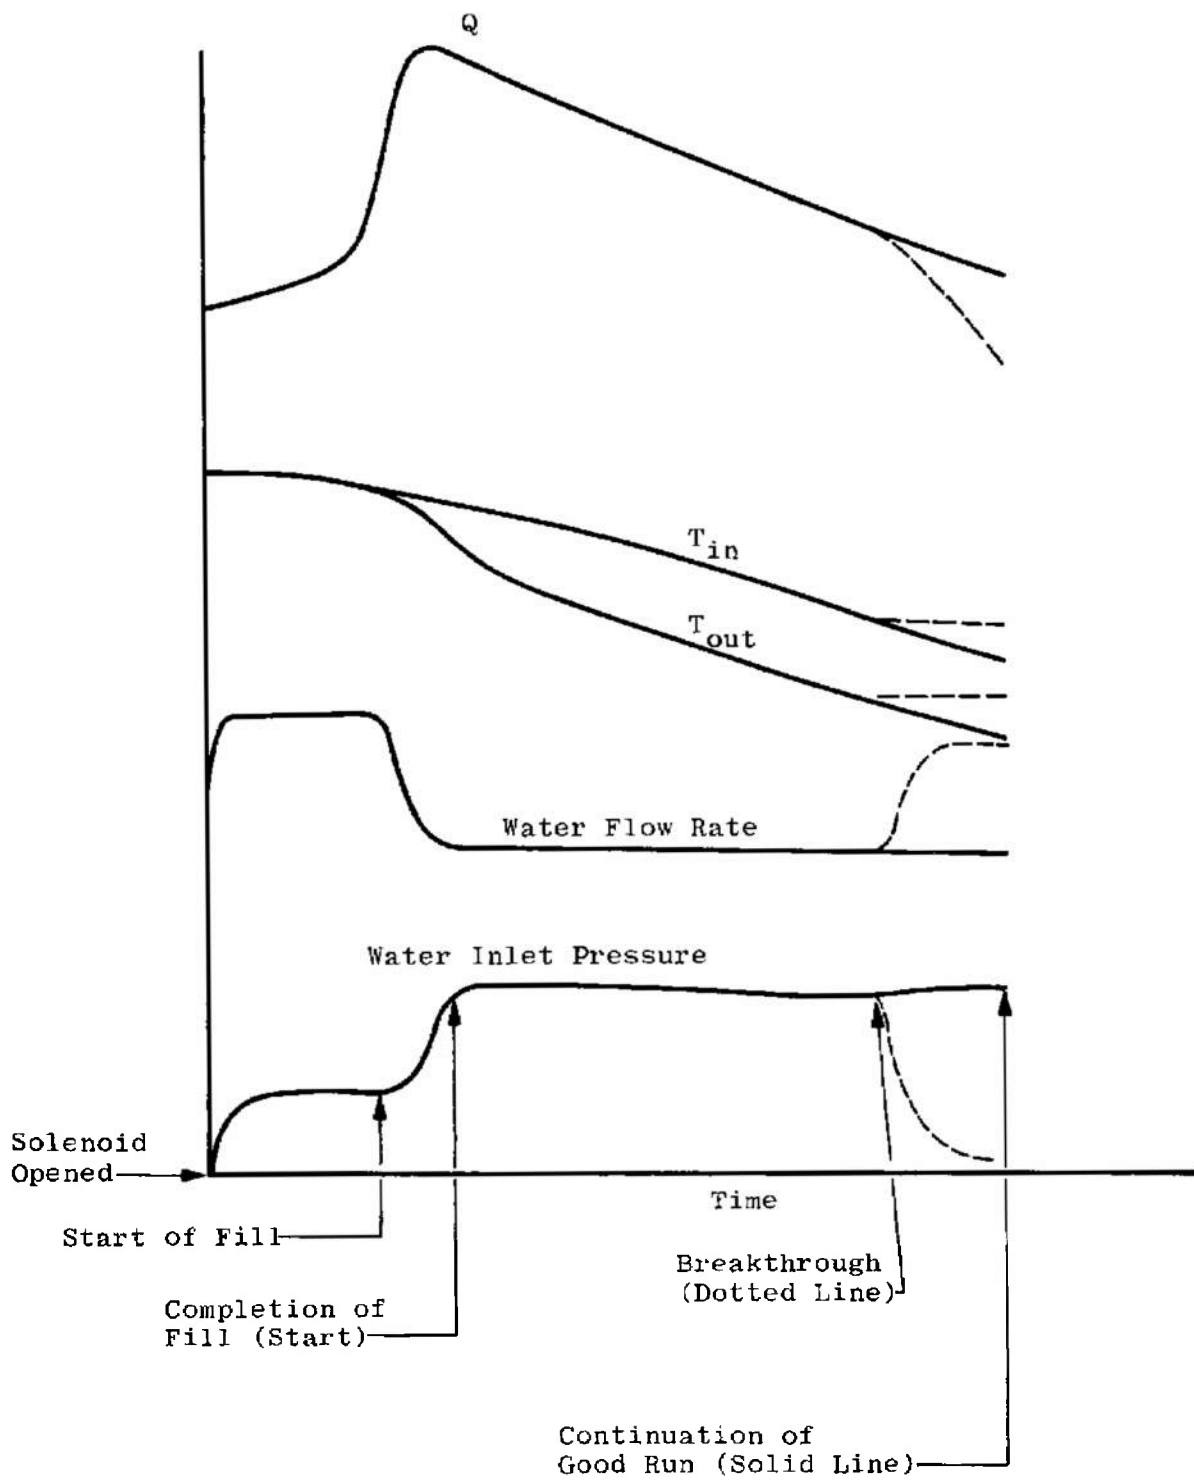 Q
T in
T out
Water Flow Rate
Water Inlet Pressure
Solenoid
Opened
Time
Start of Fill
Breakthrough
(Dotted Line)
Completion of
Fill (Start)
Continuation of
Good Run (Solid Line)